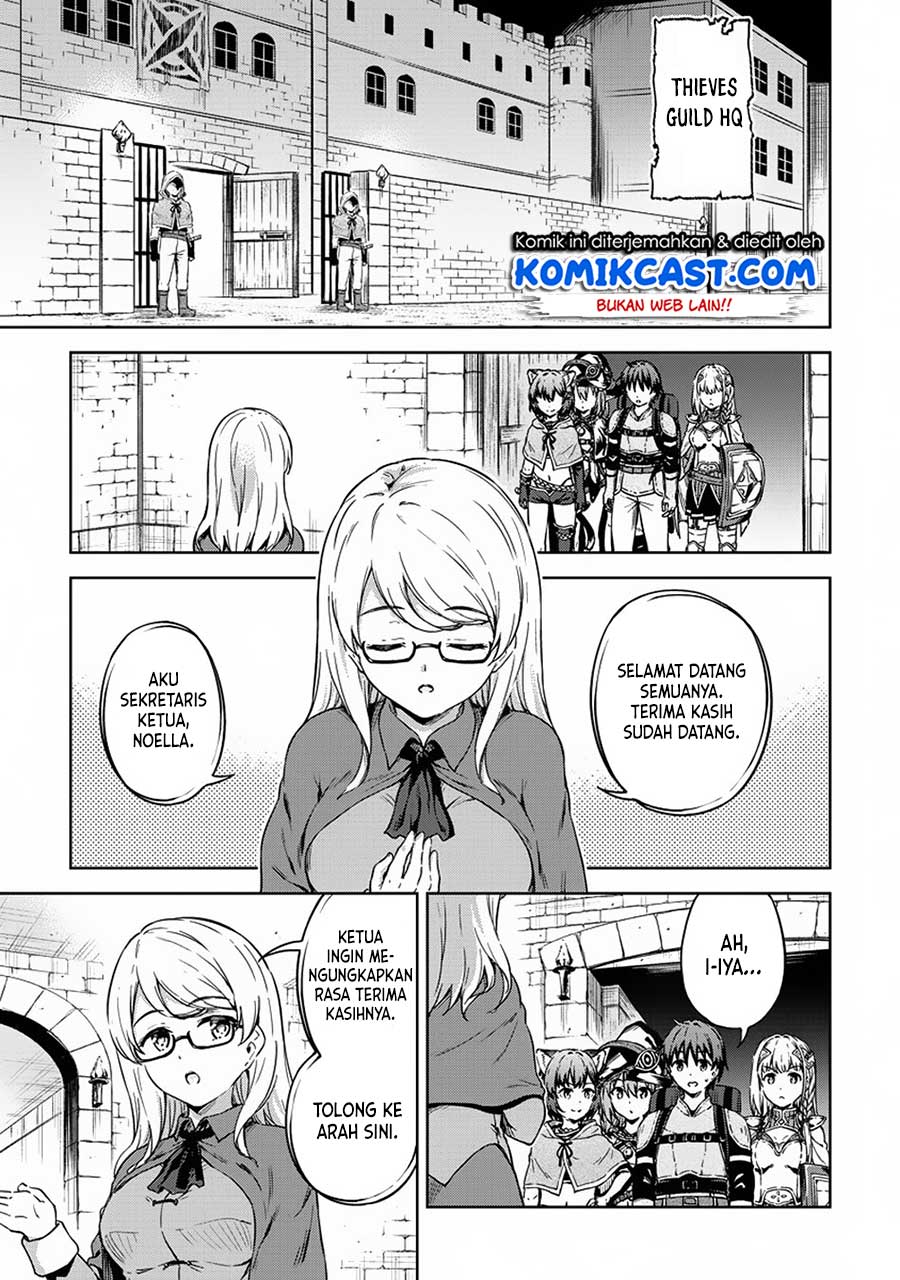 THIEVES
GUILD HQ
Komik ini diterjemahkan & diedit oleh
KOMIKCAST.COM
BUKAN WEB LAIN!!
SELAMAT DATANG
SEMUANYA.
TERIMA KASIH
SUDAH DATANG.
AKU
SEKRETARIS
KETUA,
NOELLA.
AH,
I-IYA...
KETUA
INGIN ME-
NGUNGKAPKAN
RASA TERIMA
KASIHNYA.
TOLONG KE
ARAH SINI.